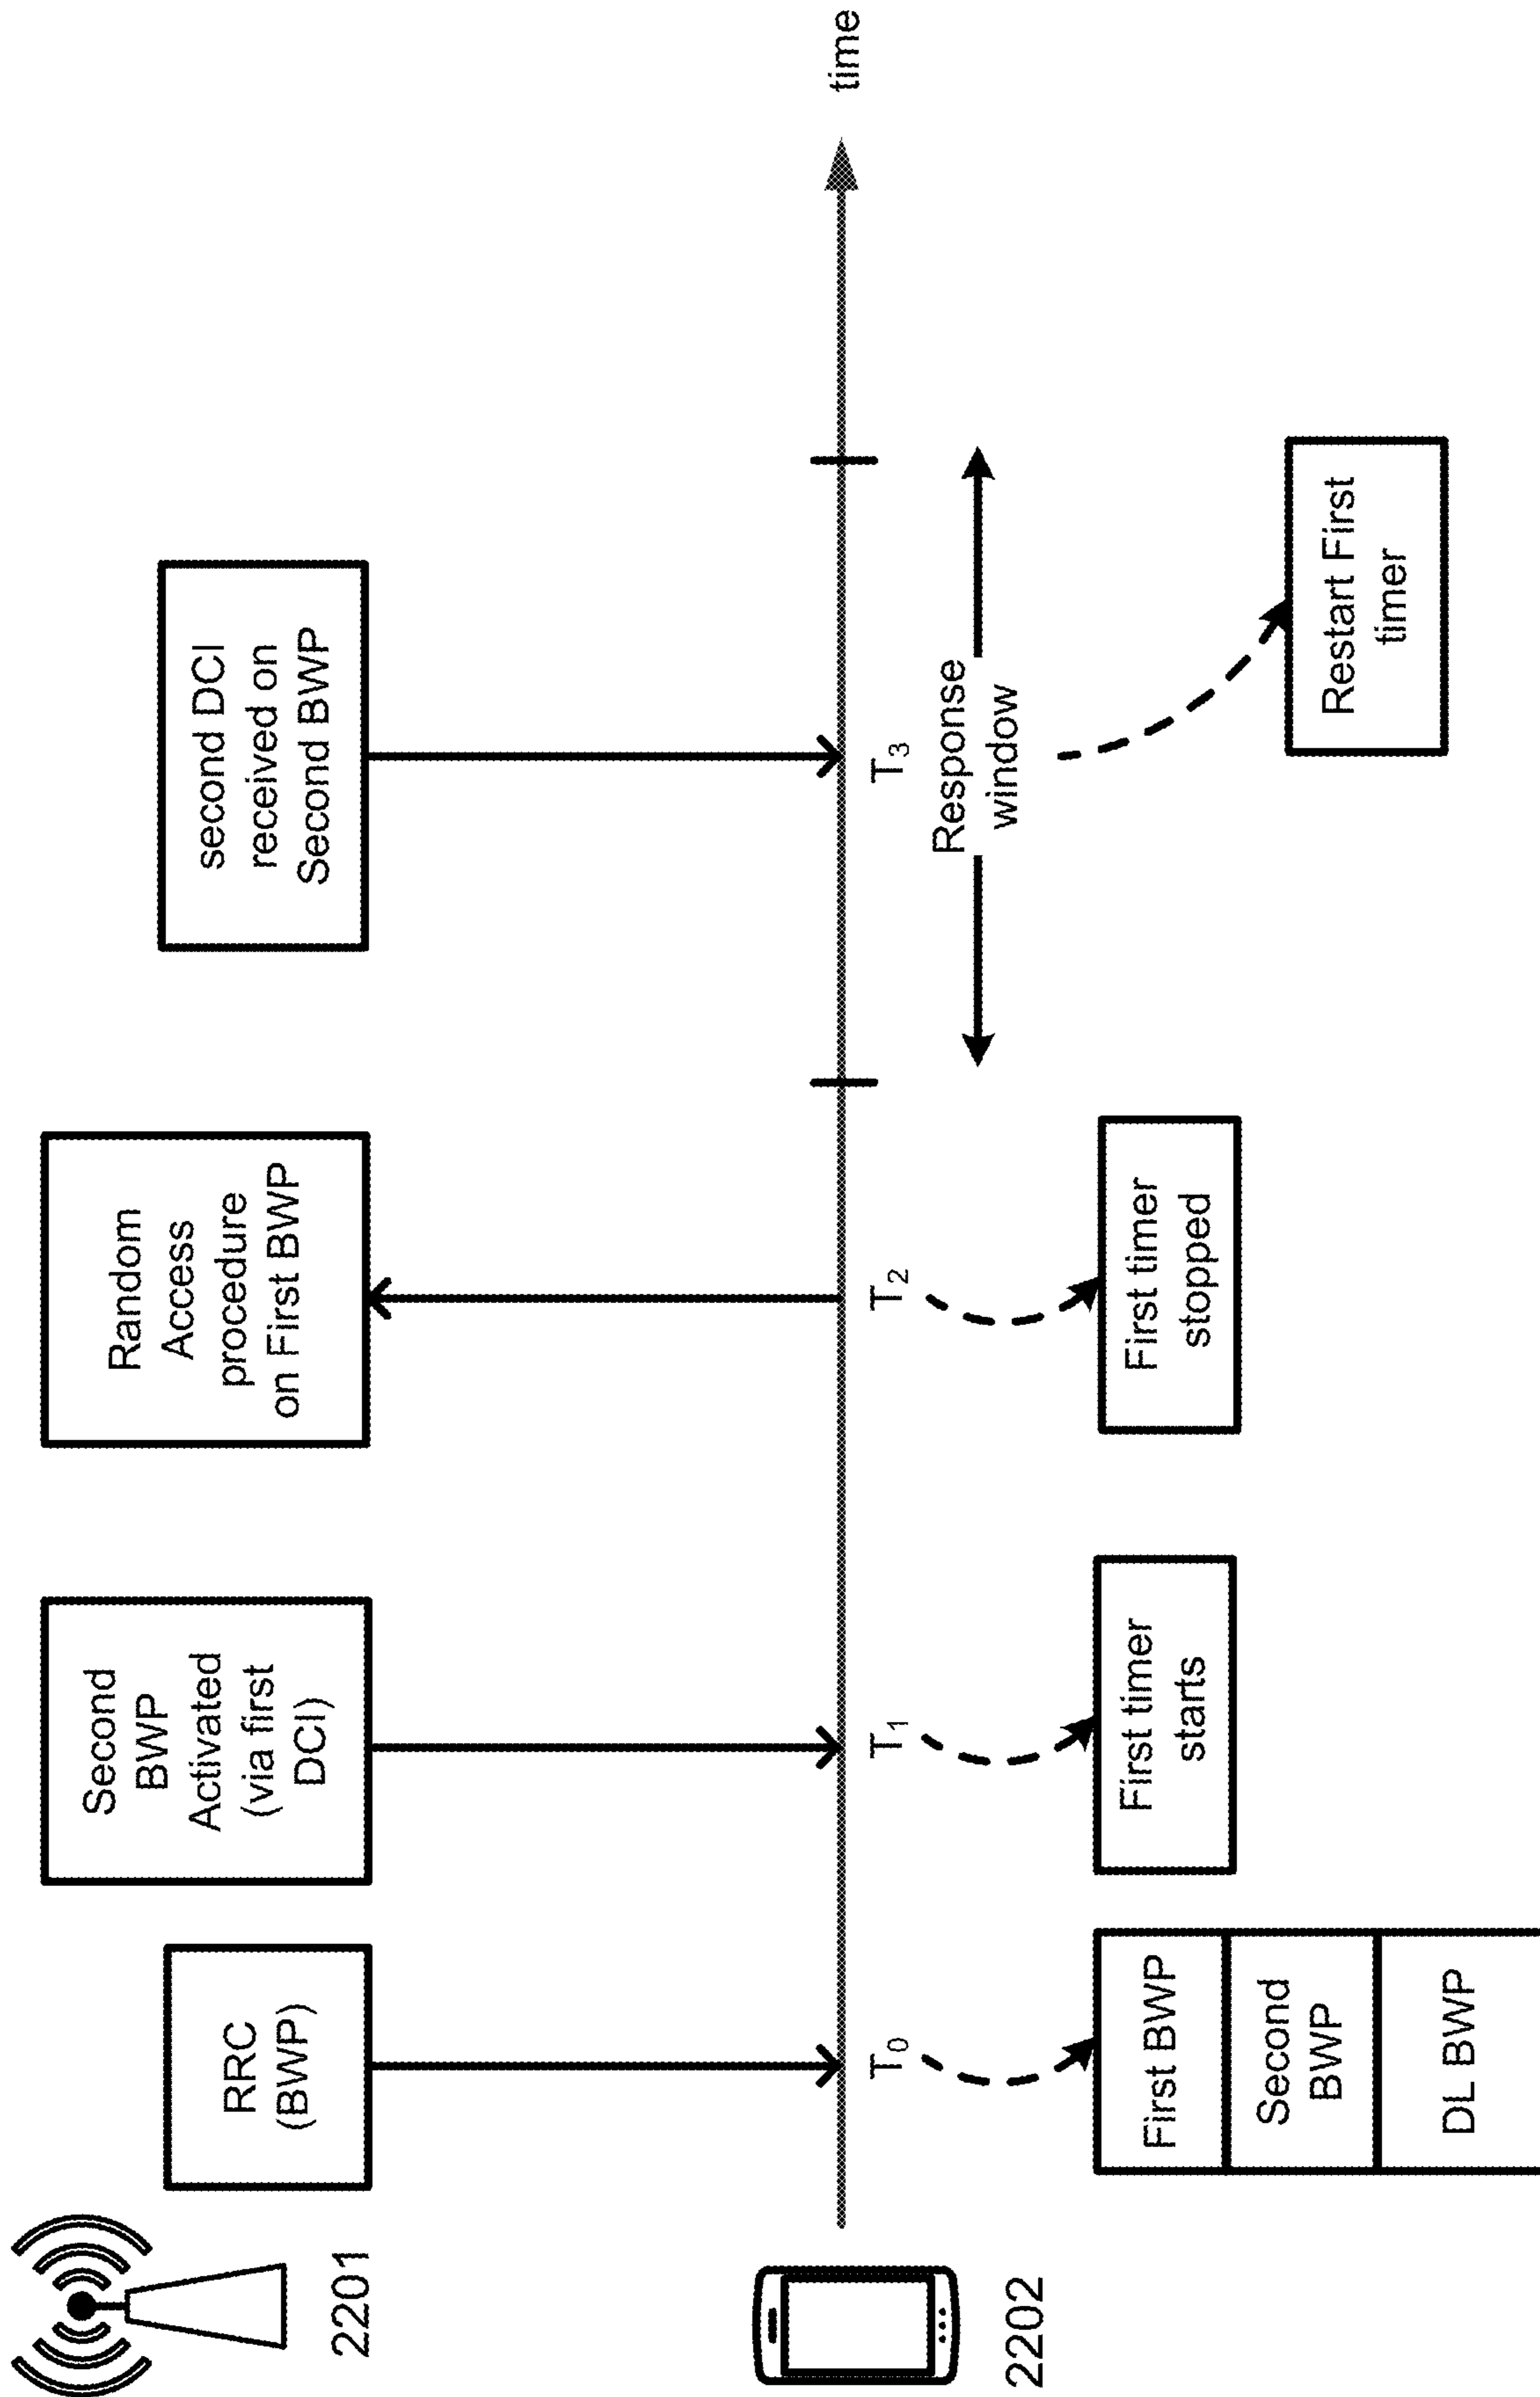 2201
RRC
(BWP)
Second
BWP
Activated
(via first
DCI)
Random
Access
procedure
on First BWP
second DCI
received on
Second BWP
2202
time
T0
T1
T2
T3
Response
window
First BWP
Second
BWP
DL BWP
First timer
starts
First timer
stopped
Restart First
timer